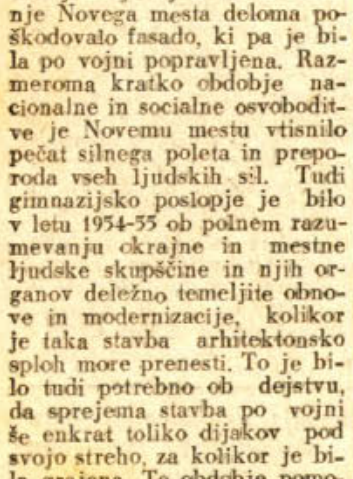 nje Novega mesta deloma po-
škodovalo fasado, ki pa je bi-
la po vojni popravljena. Raz-
meroma kratko obdobje na-
cionalne in socialne osvobodit-
ve je Novemu mestu vtisnilo
pečat silnega poleta in prepo-
roda vseh ljudskih sil. Tudi
gimnazijsko poslopje je bilo
v letu 1954-55 ob polnem razu-
mevanju okrajne in mestne
ljudske skupščine in njih or-
ganov deležno temeljite obno-
ve in modernizacije, kolikor
je taka stavba arhitektonsko
sploh more prenesti. To je bi-
lo tudi potrebno ob dejstvu,
da sprejema stavba po vojni
še enkrat toliko dijakov pod
svojo streho, za kolikor je bi-
la grajena. To obdobje pomo-